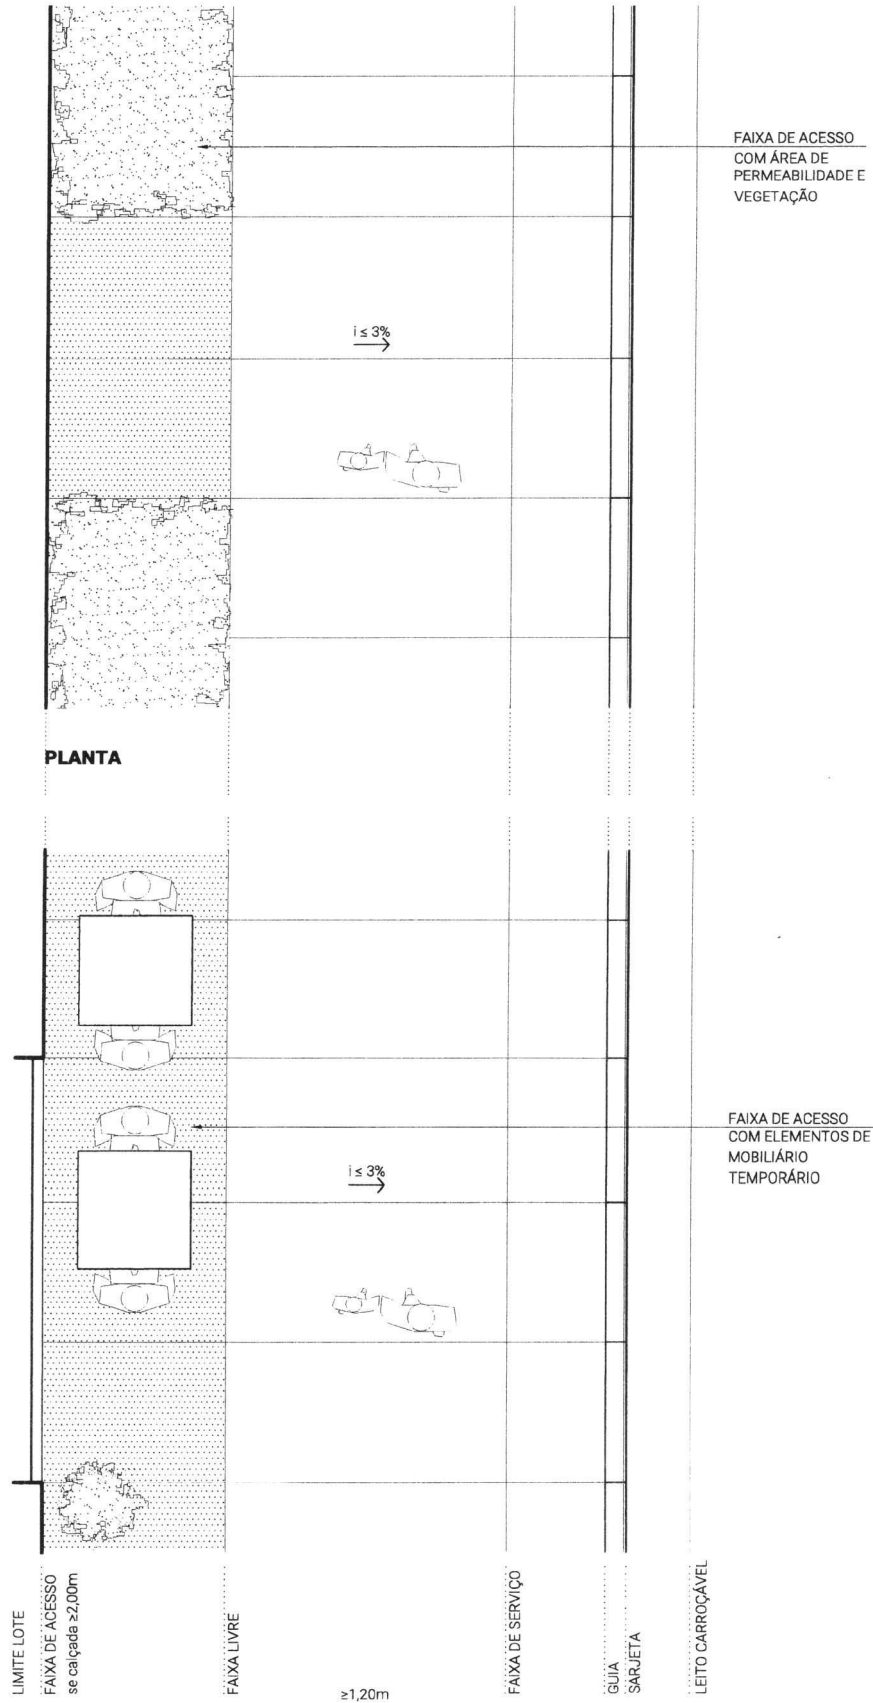 FAIXA DE ACESSO
COM ÁREA DE
PERMEABILIDADE E
VEGETAÇÃO
i ≤ 3%
PLANTA
FAIXA DE ACESSO
COM ELEMENTOS DE
MOBILIÁRIO
TEMPORÁRIO
i ≤ 3%
LIMITE LOTE
FAIXA DE ACESSO
se calçada ≥2,00m
FAIXA LIVRE
≥1,20m
FAIXA DE SERVIÇO
GUIA
SARJETA
LEITO CARROÇÁVEL